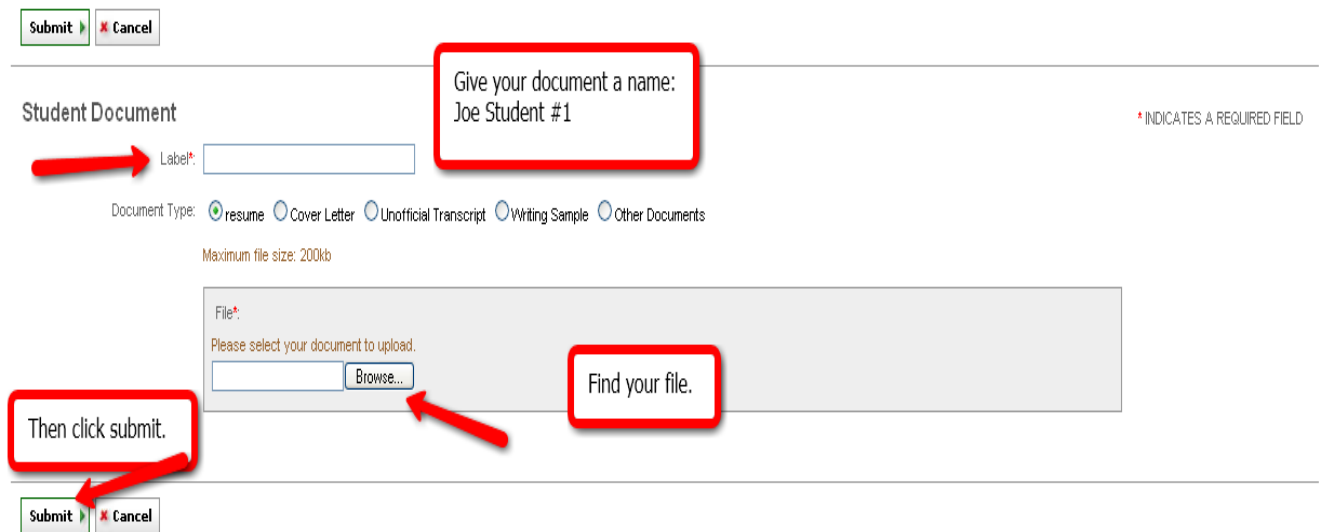 Submit Cancel
Give your document a name:
Joe Student #1
Student Document
* INDICATES A REQUIRED FIELD
Label*:
Document Type: resume Cover Letter Unofficial Transcript Writing Sample Other Documents
Maximum file size: 200kb
File*:
Please select your document to upload.
Browse...
Find your file.
Then click submit.
Submit Cancel